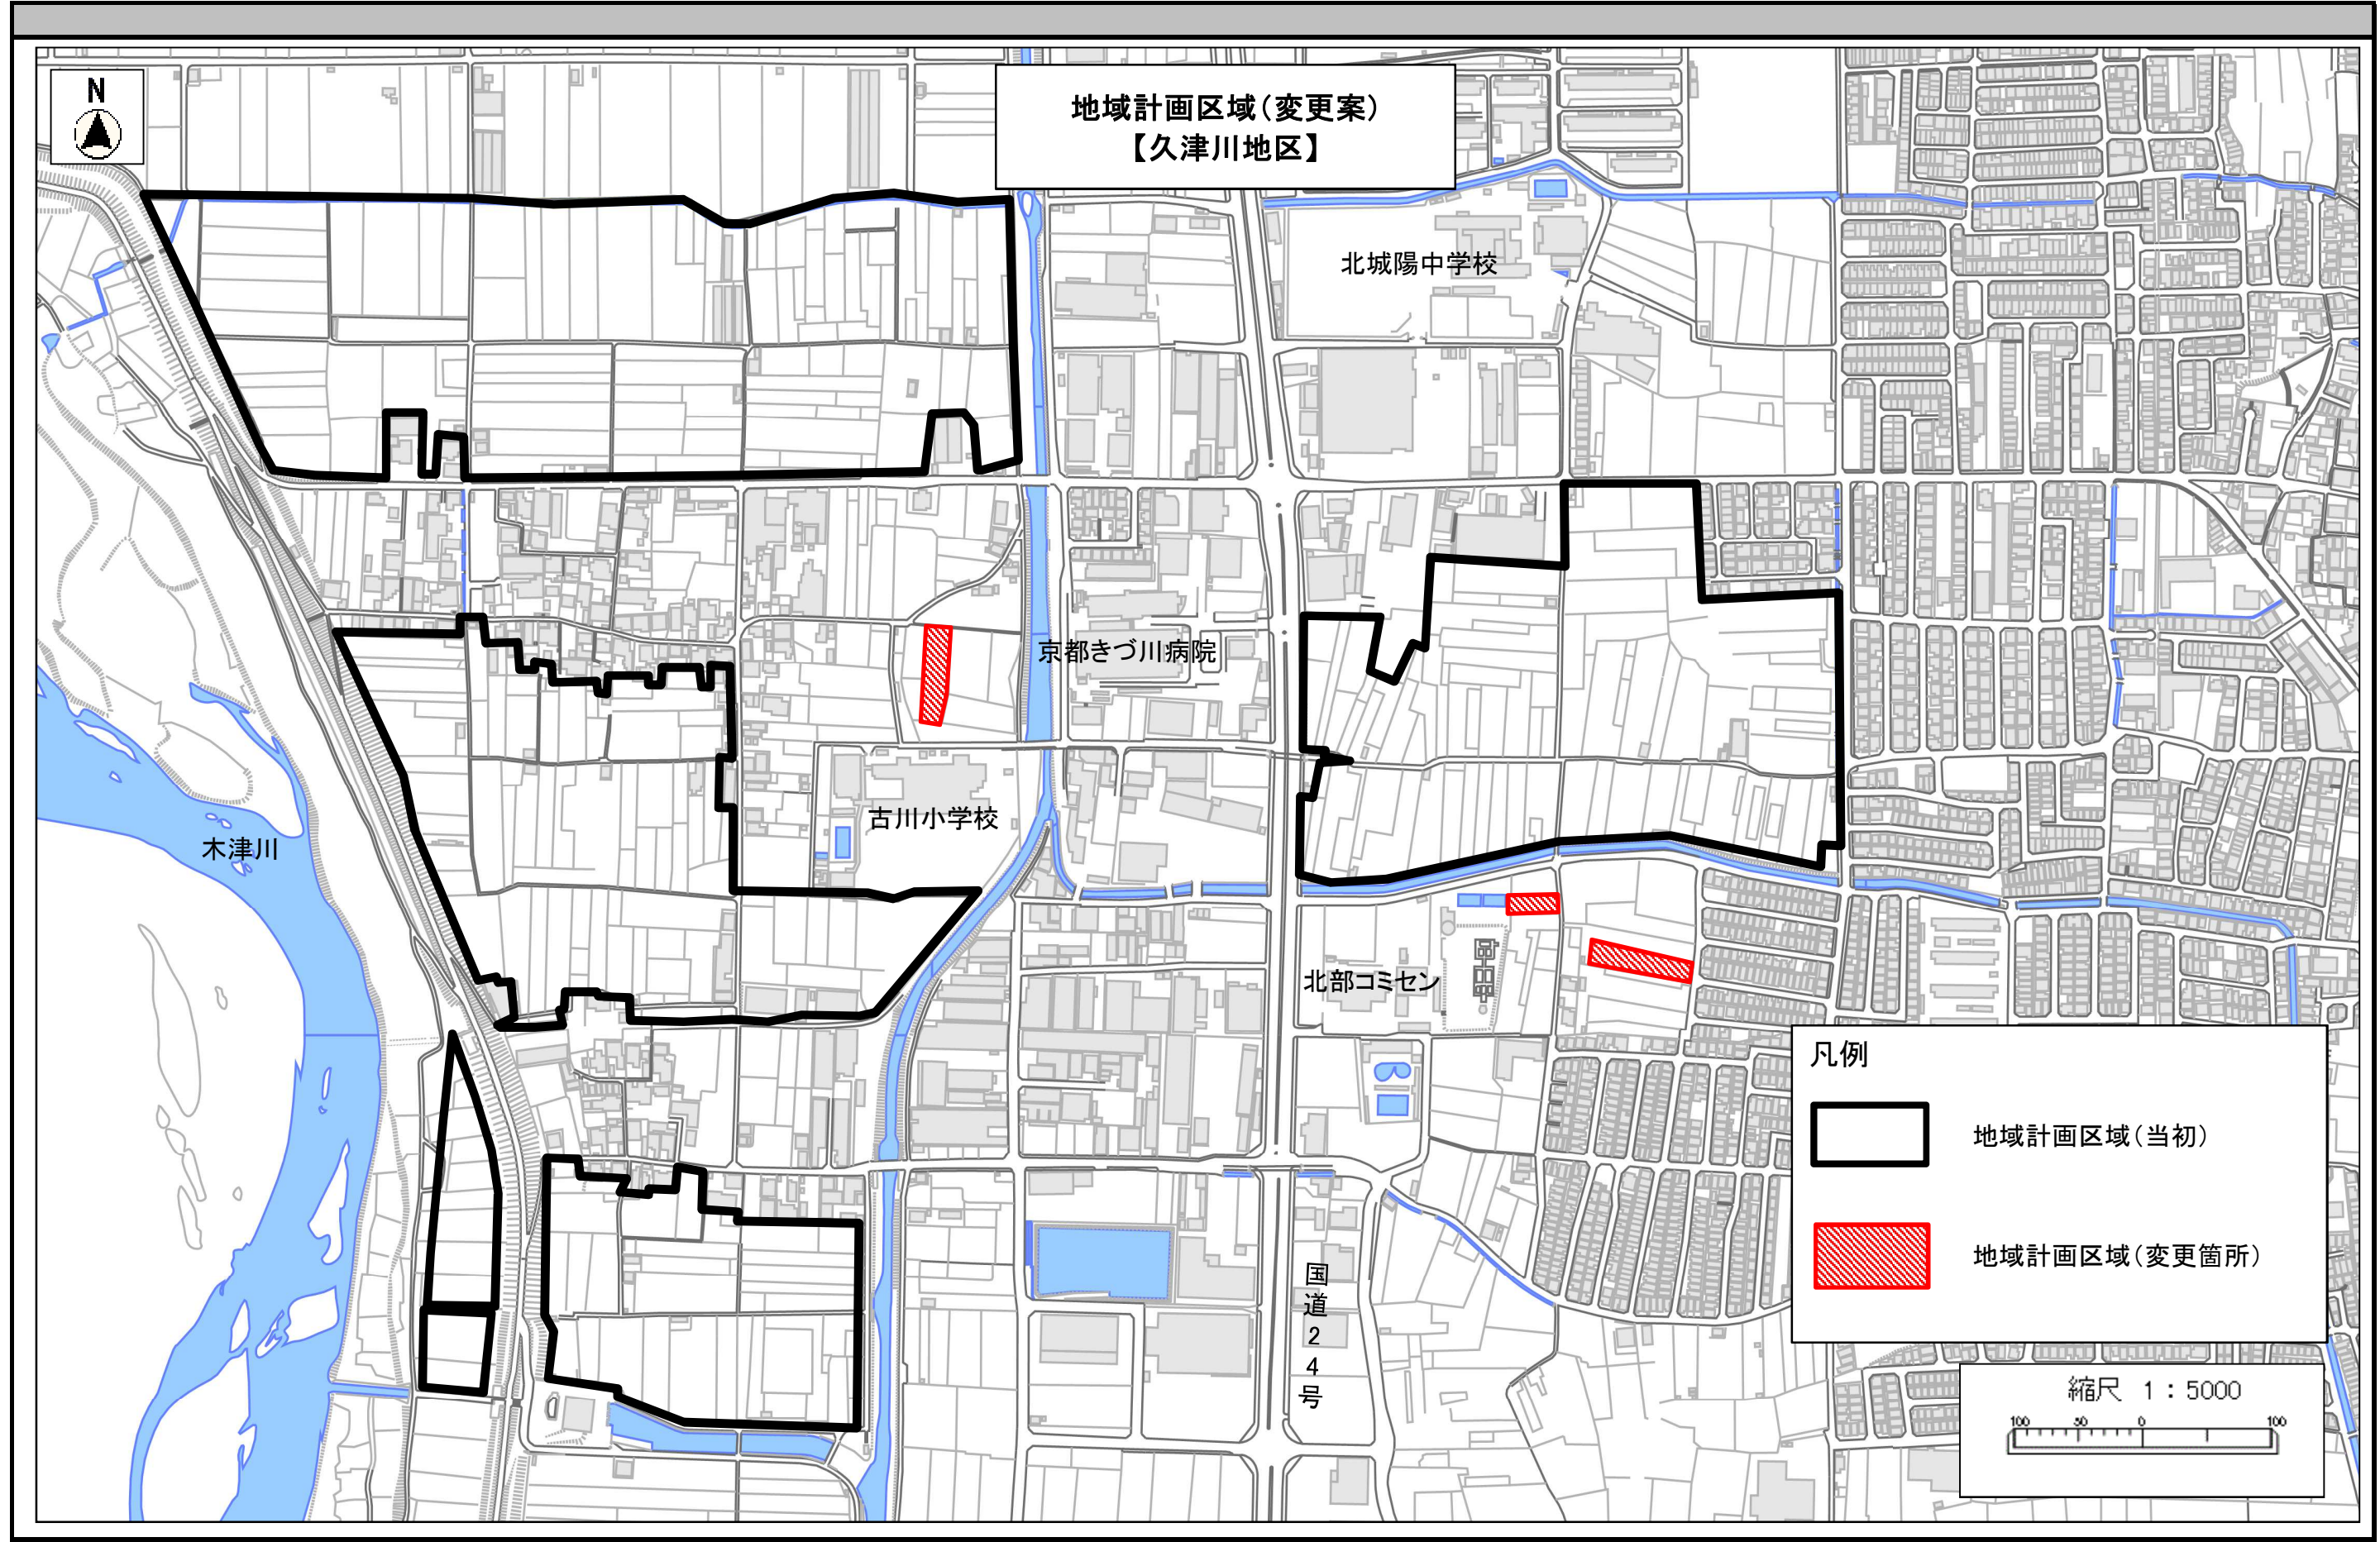 N
地域計画区域（変更案）
【久津川地区】
北城陽中学校
京都きづ川病院
古川小学校
木津川
北部コミセン
国道24号
凡例
地域計画区域（当初）
地域計画区域（変更箇所）
縮尺 1：5000
100 50 0 100